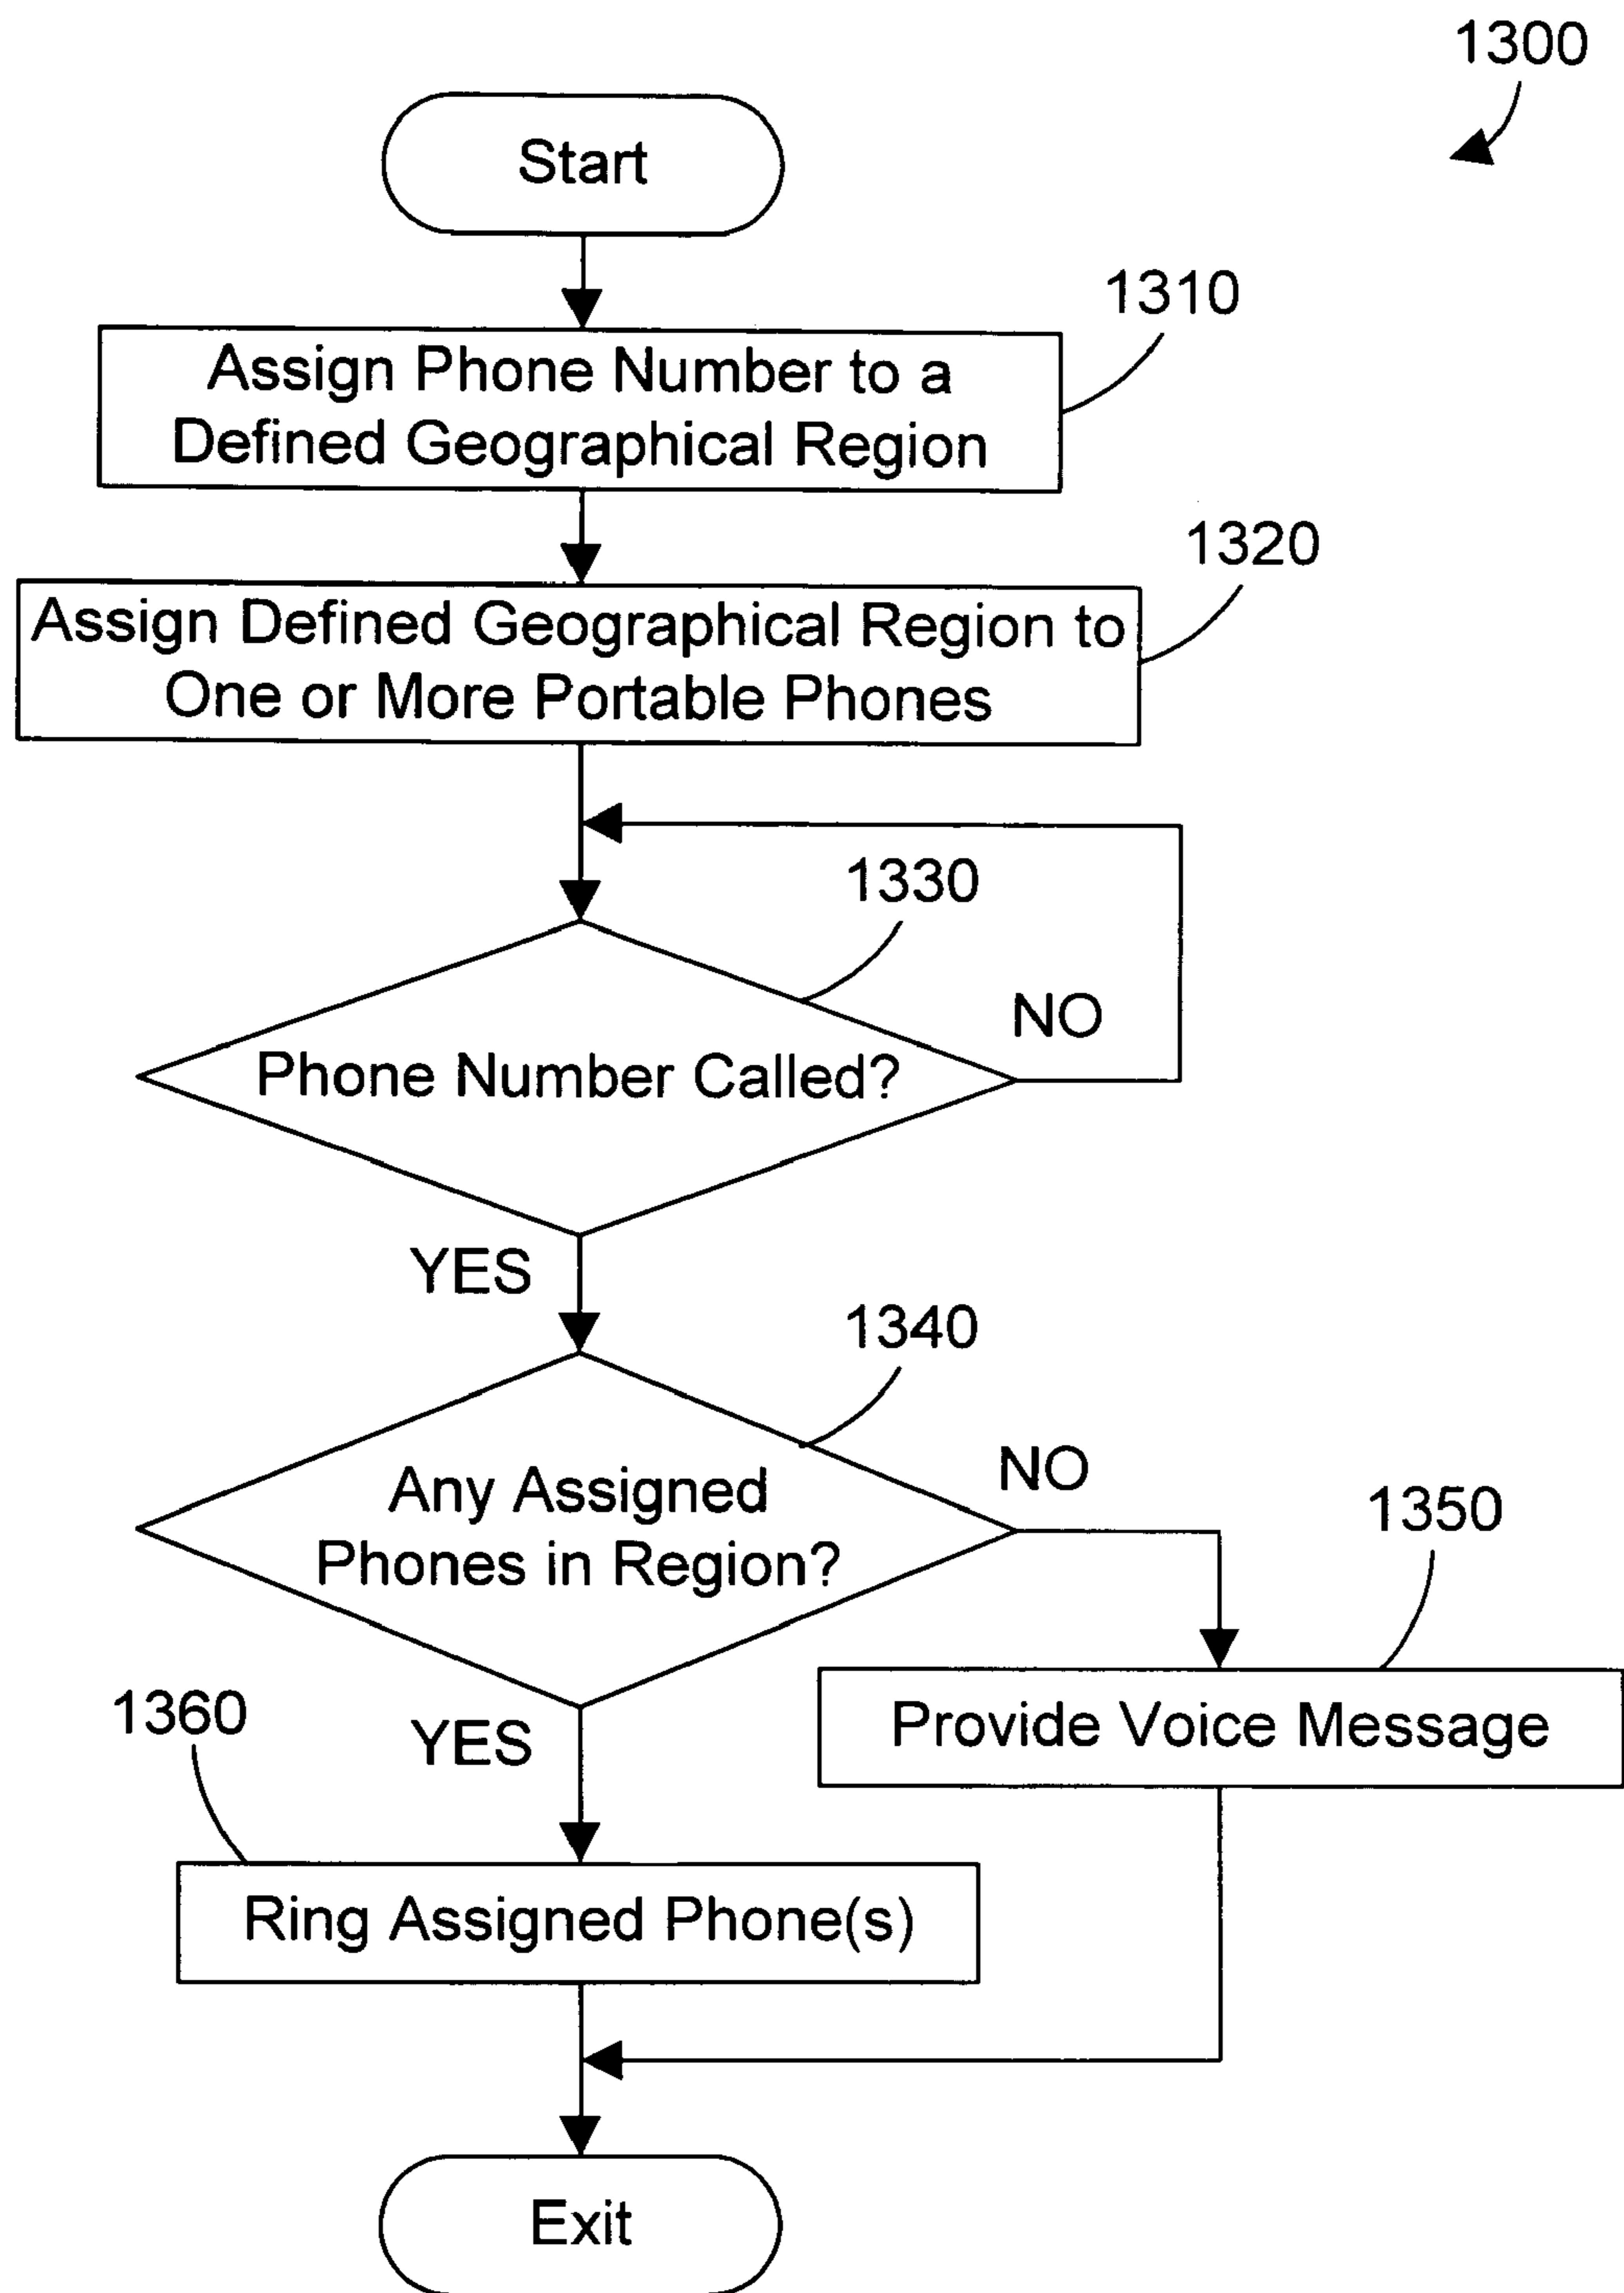 1300
Start
1310
Assign Phone Number to a
Defined Geographical Region
1320
Assign Defined Geographical Region to
One or More Portable Phones
1330
NO
Phone Number Called?
YES
1340
NO
Any Assigned
Phones in Region?
1350
Provide Voice Message
1360
YES
Ring Assigned Phone(s)
Exit